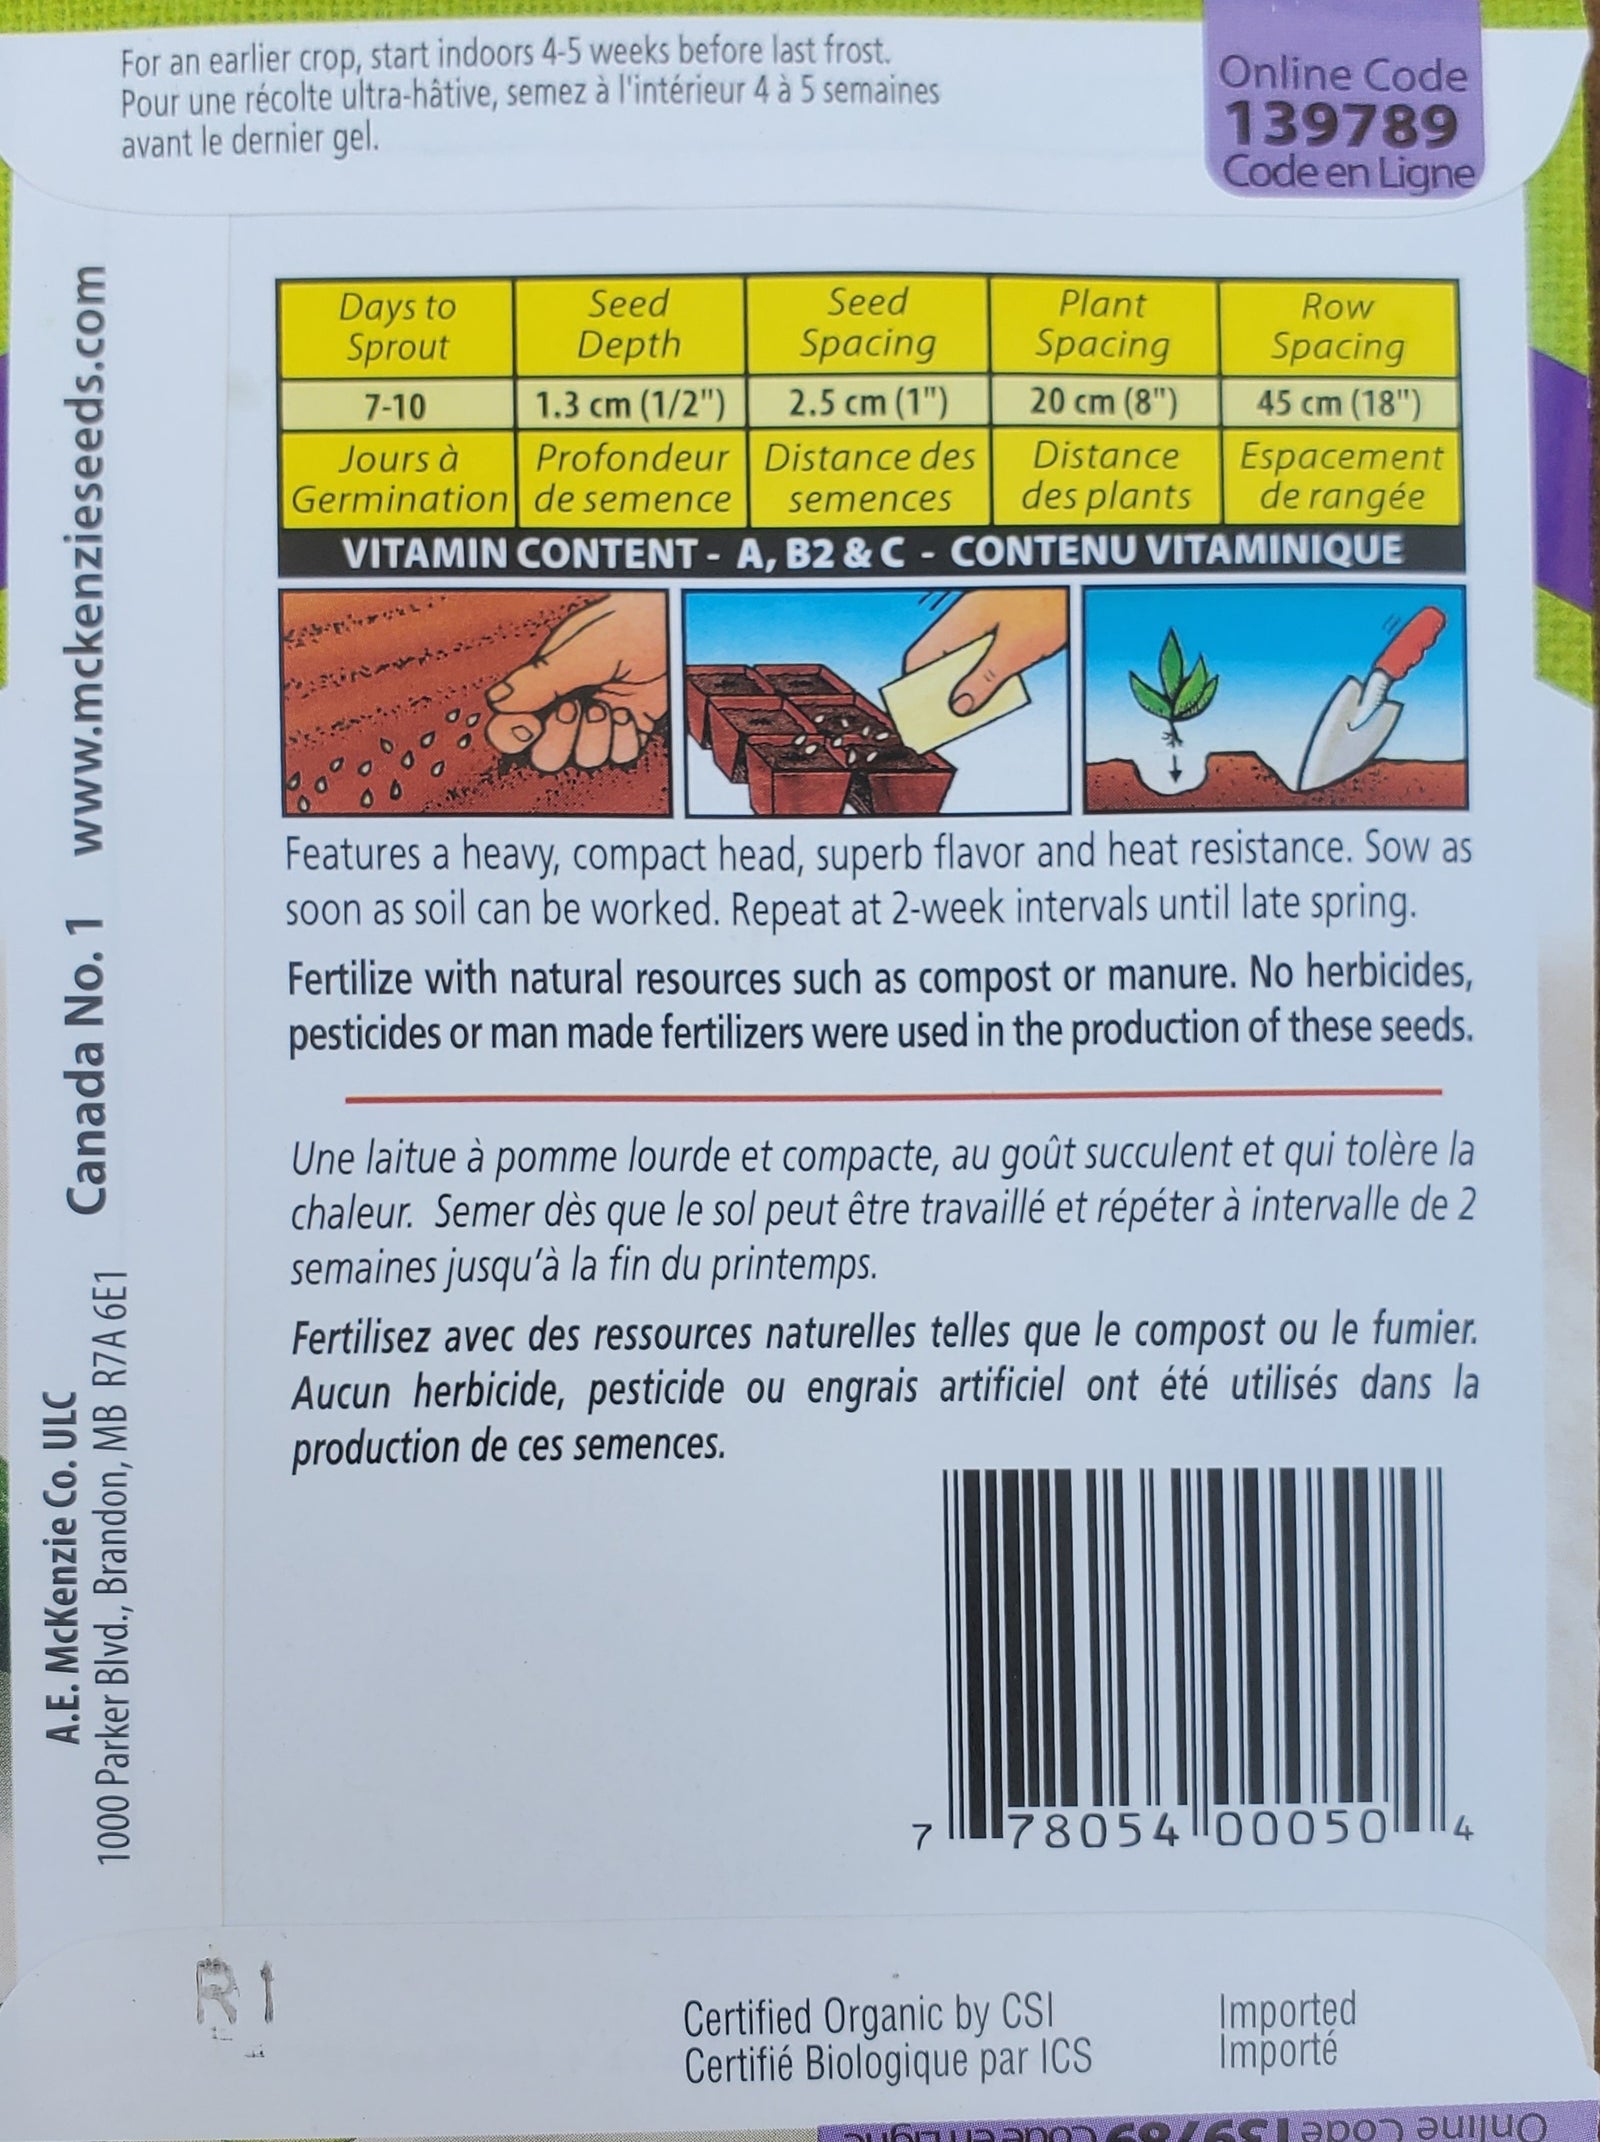 For an earlier crop, start indoors 4-5 weeks before last frost.
Pour une récolte ultra-hâtive, semez à l'intérieur 4 à 5 semaines
avant le dernier gel.
Online Code
139789
Code en Ligne
Days to
Sprout
Seed
Depth
Seed
Spacing
Plant
Spacing
Row
Spacing
7-10
1.3 cm (1/2")
2.5 cm (1")
20 cm (8")
45 cm (18")
Jours à
Germination
Profondeur
de semence
Distance des
semences
Distance
des plants
Espacement
de rangée
VITAMIN CONTENT - A, B2 & C - CONTENU VITAMINIQUE
Features a heavy, compact head, superb flavor and heat resistance. Sow as
soon as soil can be worked. Repeat at 2-week intervals until late spring.
Fertilize with natural resources such as compost or manure. No herbicides,
pesticides or man made fertilizers were used in the production of these seeds.
Une laitue à pomme lourde et compacte, au goût succulent et qui tolère la
chaleur. Semer dès que le sol peut être travaillé et répéter à intervalle de 2
semaines jusqu'à la fin du printemps.
Fertilisez avec des ressources naturelles telles que le compost ou le fumier.
Aucun herbicide, pesticide ou engrais artificiel ont été utilisés dans la
production de ces semences.
7 78054 00050 4
A.E. McKenzie Co. ULC Canada No. 1 www.mckenzieseeds.com
1000 Parker Blvd., Brandon, MB R7A 6E1
R1
Certified Organic by CSI
Certifié Biologique par ICS
Imported
Importé
Online Code 139789 Code en Ligne